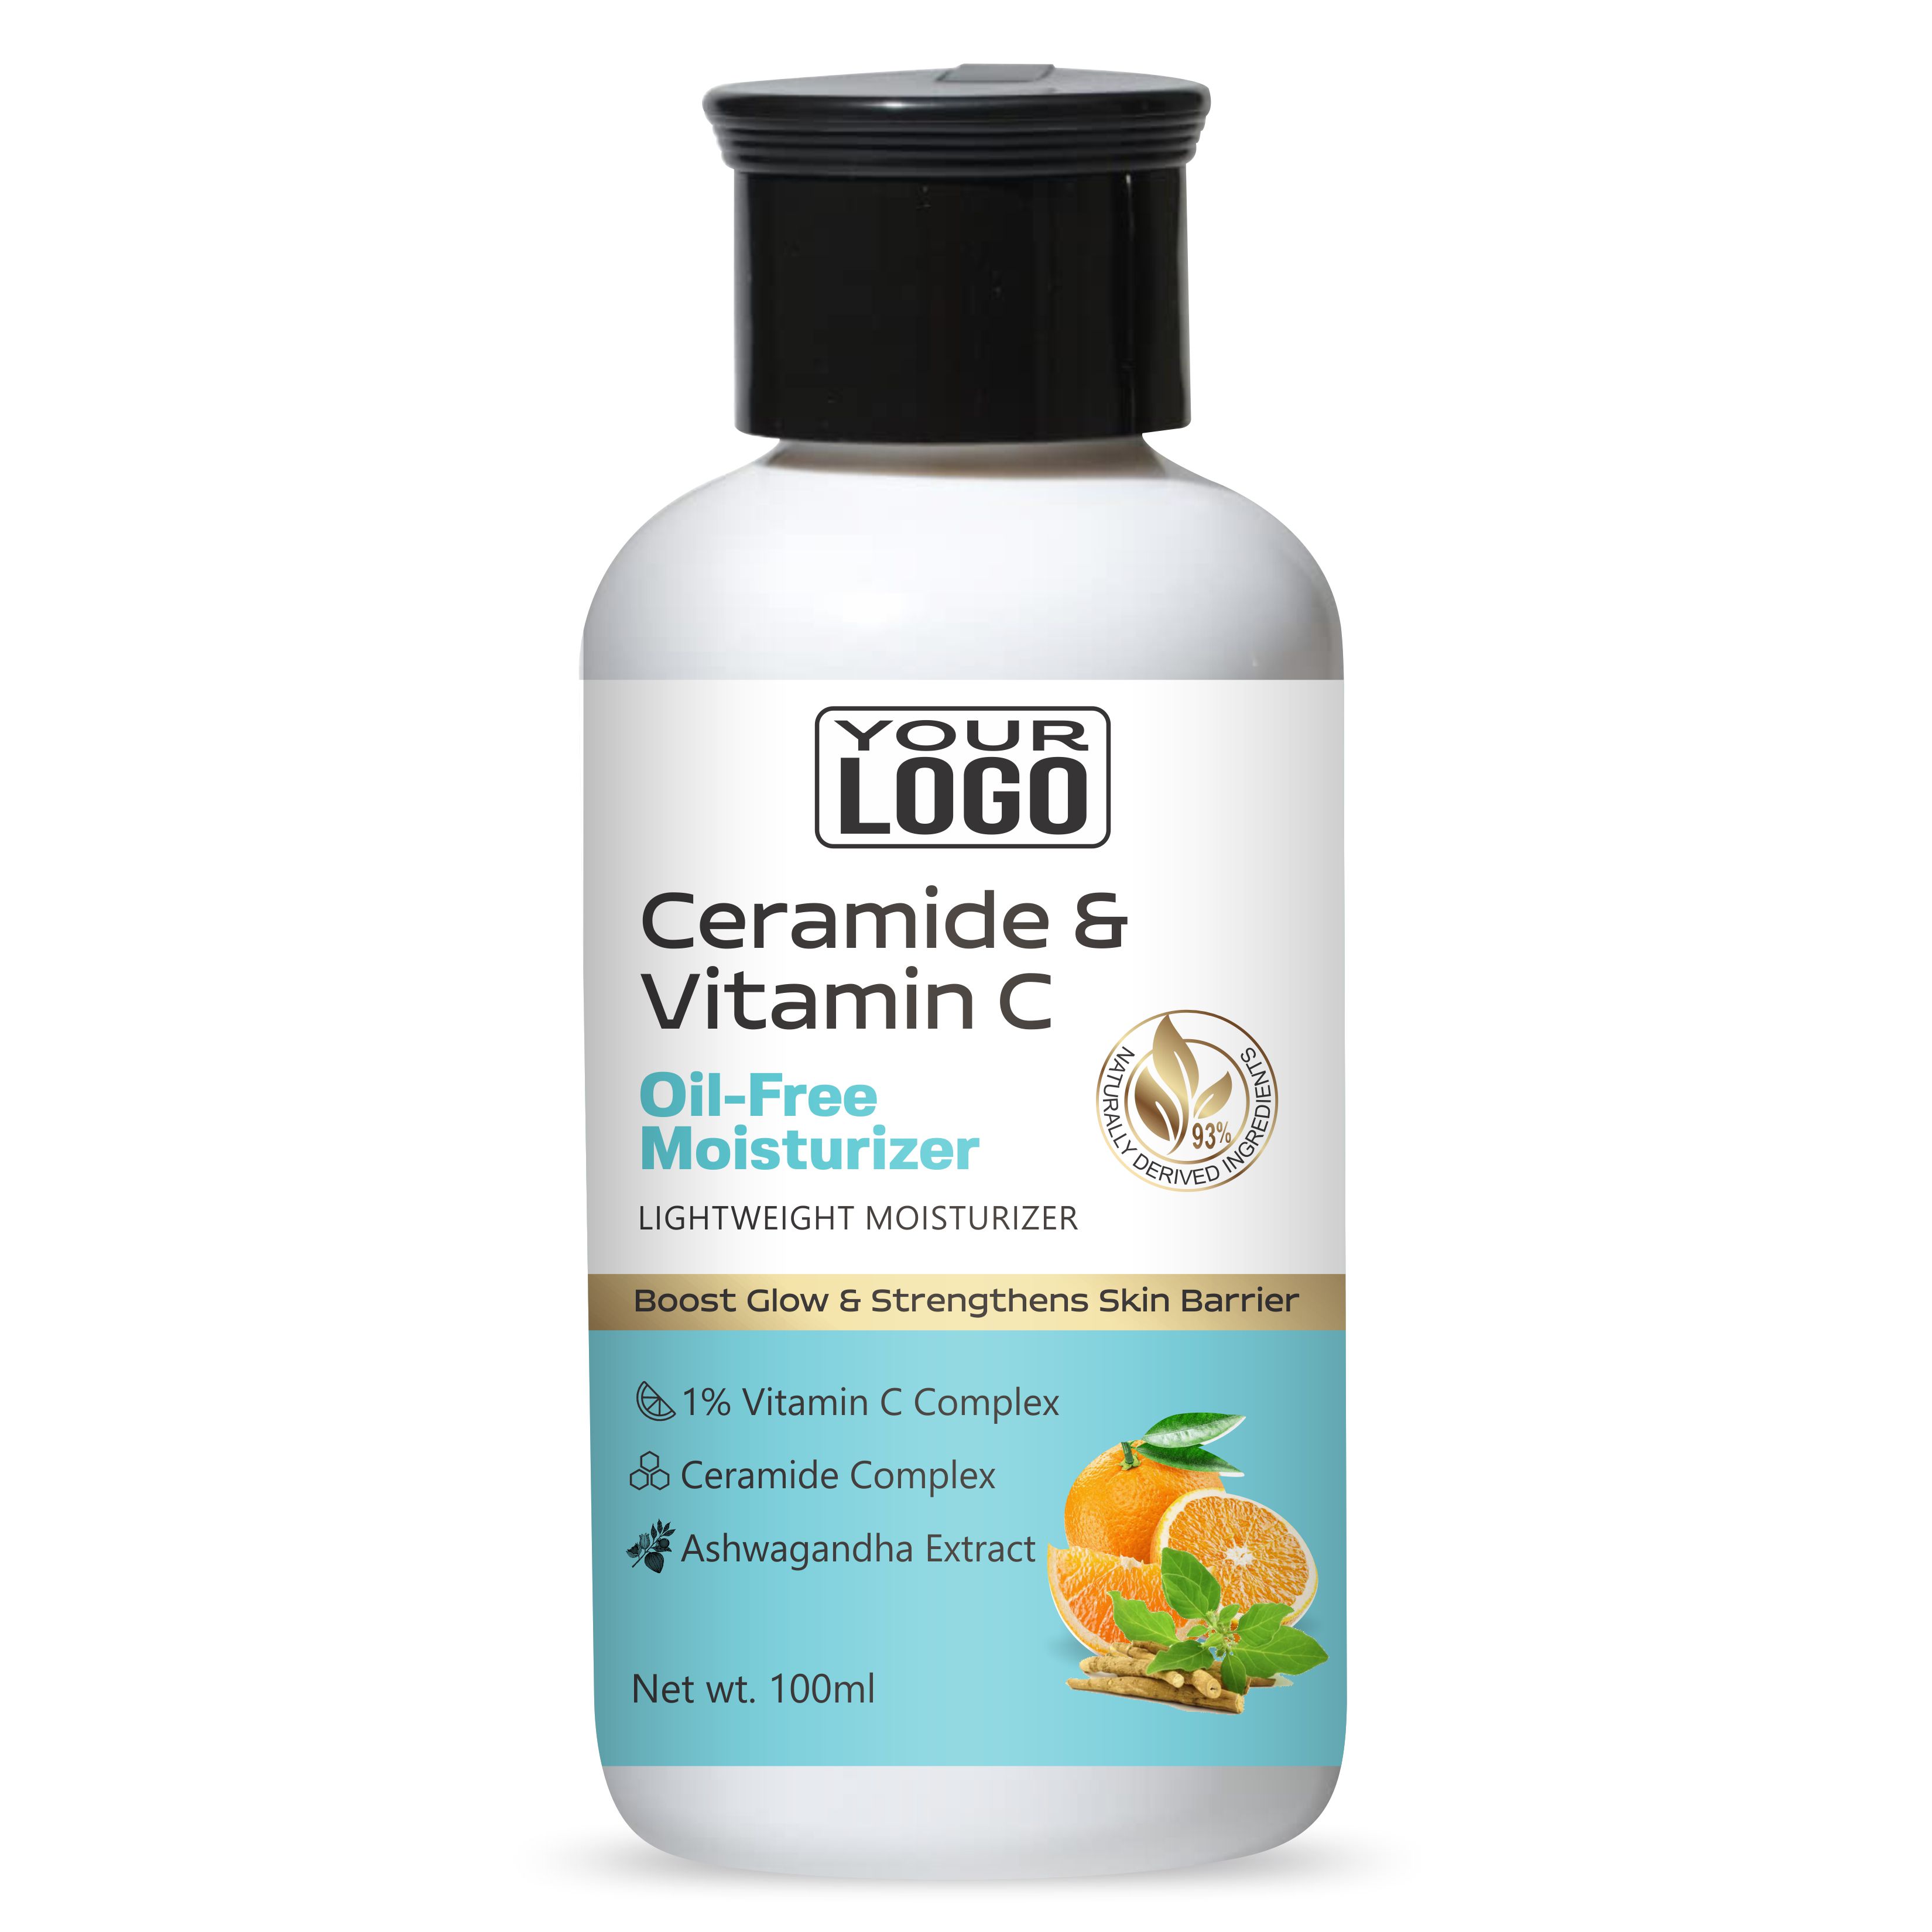 YOUR
LOGO
Ceramide &
Vitamin C
Oil-Free
Moisturizer
LIGHTWEIGHT MOISTURIZER
93%
NATURALLY DERIVED INGREDIENTS
Boost Glow & Strengthens Skin Barrier
1% Vitamin C Complex
Ceramide Complex
Ashwagandha Extract
Net wt. 100ml